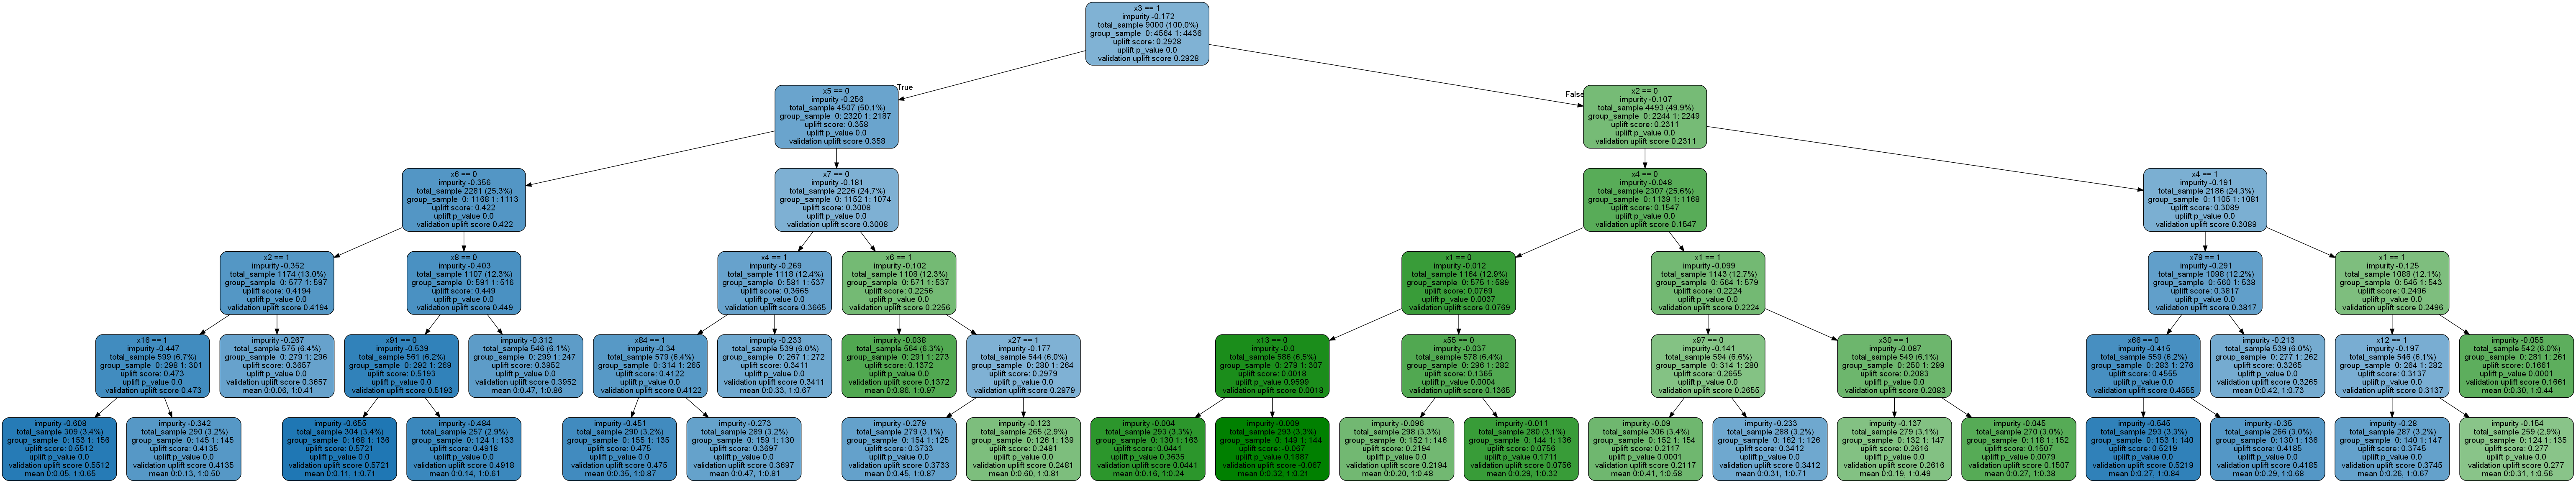 x3 == 1
impurity -0.172
total_sample 9000 (100.0%)
group_sample 0: 4564 1: 4436
uplift score: 0.2928
uplift p_value 0.0
validation uplift score 0.2928
True
False
x5 == 0
impurity -0.256
total_sample 4507 (50.1%)
group_sample 0: 2320 1: 2187
uplift score: 0.358
uplift p_value 0.0
validation uplift score 0.358
x2 == 0
impurity -0.107
total_sample 4493 (49.9%)
group_sample 0: 2244 1: 2249
uplift score: 0.2311
uplift p_value 0.0
validation uplift score 0.2311
x6 == 0
impurity -0.356
total_sample 2281 (25.3%)
group_sample 0: 1168 1: 1113
uplift score: 0.422
uplift p_value 0.0
validation uplift score 0.422
x7 == 0
impurity -0.181
total_sample 2226 (24.7%)
group_sample 0: 1152 1: 1074
uplift score: 0.3008
uplift p_value 0.0
validation uplift score 0.3008
x4 == 0
impurity -0.048
total_sample 2307 (25.6%)
group_sample 0: 1139 1: 1168
uplift score: 0.1547
uplift p_value 0.0
validation uplift score 0.1547
x4 == 1
impurity -0.191
total_sample 2186 (24.3%)
group_sample 0: 1105 1: 1081
uplift score: 0.3089
uplift p_value 0.0
validation uplift score 0.3089
x2 == 1
impurity -0.352
total_sample 1174 (13.0%)
group_sample 0: 577 1: 597
uplift score: 0.4194
uplift p_value 0.0
validation uplift score 0.4194
x8 == 0
impurity -0.403
total_sample 1107 (12.3%)
group_sample 0: 591 1: 516
uplift score: 0.449
uplift p_value 0.0
validation uplift score 0.449
x4 == 1
impurity -0.269
total_sample 1118 (12.4%)
group_sample 0: 581 1: 537
uplift score: 0.3665
uplift p_value 0.0
validation uplift score 0.3665
x6 == 1
impurity -0.102
total_sample 1108 (12.3%)
group_sample 0: 571 1: 537
uplift score: 0.2256
uplift p_value 0.0
validation uplift score 0.2256
x1 == 0
impurity -0.012
total_sample 1164 (12.9%)
group_sample 0: 575 1: 589
uplift score: 0.0769
uplift p_value 0.0037
validation uplift score 0.0769
x1 == 1
impurity -0.099
total_sample 1143 (12.7%)
group_sample 0: 564 1: 579
uplift score: 0.2224
uplift p_value 0.0
validation uplift score 0.2224
x79 == 1
impurity -0.291
total_sample 1098 (12.2%)
group_sample 0: 560 1: 538
uplift score: 0.3817
uplift p_value 0.0
validation uplift score 0.3817
x1 == 1
impurity -0.125
total_sample 1088 (12.1%)
group_sample 0: 545 1: 543
uplift score: 0.2496
uplift p_value 0.0
validation uplift score 0.2496
x16 == 1
impurity -0.447
total_sample 599 (6.7%)
group_sample 0: 298 1: 301
uplift score: 0.473
uplift p_value 0.0
validation uplift score 0.473
impurity -0.267
total_sample 575 (6.4%)
group_sample 0: 279 1: 296
uplift score: 0.3657
uplift p_value 0.0
validation uplift score 0.3657
mean 0:0.06, 1:0.41
x91 == 0
impurity -0.539
total_sample 561 (6.2%)
group_sample 0: 292 1: 269
uplift score: 0.5193
uplift p_value 0.0
validation uplift score 0.5193
impurity -0.312
total_sample 546 (6.1%)
group_sample 0: 299 1: 247
uplift score: 0.3952
uplift p_value 0.0
validation uplift score 0.3952
mean 0:0.47, 1:0.86
x84 == 1
impurity -0.34
total_sample 579 (6.4%)
group_sample 0: 314 1: 265
uplift score: 0.4122
uplift p_value 0.0
validation uplift score 0.4122
impurity -0.233
total_sample 539 (6.0%)
group_sample 0: 267 1: 272
uplift score: 0.3411
uplift p_value 0.0
validation uplift score 0.3411
mean 0:0.33, 1:0.67
impurity -0.038
total_sample 564 (6.3%)
group_sample 0: 291 1: 273
uplift score: 0.1372
uplift p_value 0.0
validation uplift score 0.1372
mean 0:0.86, 1:0.97
x27 == 1
impurity -0.177
total_sample 544 (6.0%)
group_sample 0: 280 1: 264
uplift score: 0.2979
uplift p_value 0.0
validation uplift score 0.2979
x13 == 0
impurity -0.0
total_sample 586 (6.5%)
group_sample 0: 279 1: 307
uplift score: 0.0018
uplift p_value 0.9599
validation uplift score 0.0018
x55 == 0
impurity -0.037
total_sample 578 (6.4%)
group_sample 0: 296 1: 282
uplift score: 0.1365
uplift p_value 0.0004
validation uplift score 0.1365
x97 == 0
impurity -0.141
total_sample 594 (6.6%)
group_sample 0: 314 1: 280
uplift score: 0.2655
uplift p_value 0.0
validation uplift score 0.2655
x30 == 1
impurity -0.087
total_sample 549 (6.1%)
group_sample 0: 250 1: 299
uplift score: 0.2083
uplift p_value 0.0
validation uplift score 0.2083
x66 == 0
impurity -0.415
total_sample 559 (6.2%)
group_sample 0: 283 1: 276
uplift score: 0.4555
uplift p_value 0.0
validation uplift score 0.4555
impurity -0.213
total_sample 539 (6.0%)
group_sample 0: 277 1: 262
uplift score: 0.3265
uplift p_value 0.0
validation uplift score 0.3265
mean 0:0.42, 1:0.73
x12 == 1
impurity -0.197
total_sample 546 (6.1%)
group_sample 0: 264 1: 282
uplift score: 0.3137
uplift p_value 0.0
validation uplift score 0.3137
impurity -0.055
total_sample 542 (6.0%)
group_sample 0: 281 1: 261
uplift score: 0.1661
uplift p_value 0.0001
validation uplift score 0.1661
mean 0:0.30, 1:0.44
impurity -0.608
total_sample 309 (3.4%)
group_sample 0: 153 1: 156
uplift score: 0.5512
uplift p_value 0.0
validation uplift score 0.5512
mean 0:0.05, 1:0.65
impurity -0.342
total_sample 290 (3.2%)
group_sample 0: 145 1: 145
uplift score: 0.4135
uplift p_value 0.0
validation uplift score 0.4135
mean 0:0.13, 1:0.50
impurity -0.655
total_sample 304 (3.4%)
group_sample 0: 168 1: 136
uplift score: 0.5721
uplift p_value 0.0
validation uplift score 0.5721
mean 0:0.11, 1:0.71
impurity -0.484
total_sample 257 (2.9%)
group_sample 0: 124 1: 133
uplift score: 0.4918
uplift p_value 0.0
validation uplift score 0.4918
mean 0:0.14, 1:0.61
impurity -0.451
total_sample 290 (3.2%)
group_sample 0: 155 1: 135
uplift score: 0.475
uplift p_value 0.0
validation uplift score 0.475
mean 0:0.35, 1:0.87
impurity -0.273
total_sample 289 (3.2%)
group_sample 0: 159 1: 130
uplift score: 0.3697
uplift p_value 0.0
validation uplift score 0.3697
mean 0:0.47, 1:0.81
impurity -0.279
total_sample 279 (3.1%)
group_sample 0: 154 1: 125
uplift score: 0.3733
uplift p_value 0.0
validation uplift score 0.3733
mean 0:0.45, 1:0.87
impurity -0.123
total_sample 265 (2.9%)
group_sample 0: 126 1: 139
uplift score: 0.2481
uplift p_value 0.0
validation uplift score 0.2481
mean 0:0.60, 1:0.81
impurity -0.004
total_sample 293 (3.3%)
group_sample 0: 130 1: 163
uplift score: 0.0441
uplift p_value 0.3635
validation uplift score 0.0441
mean 0:0.16, 1:0.24
impurity -0.009
total_sample 293 (3.3%)
group_sample 0: 149 1: 144
uplift score: -0.067
uplift p_value 0.1887
validation uplift score -0.067
mean 0:0.32, 1:0.21
impurity -0.096
total_sample 298 (3.3%)
group_sample 0: 152 1: 146
uplift score: 0.2194
uplift p_value 0.0
validation uplift score 0.2194
mean 0:0.20, 1:0.48
impurity -0.011
total_sample 280 (3.1%)
group_sample 0: 144 1: 136
uplift score: 0.0756
uplift p_value 0.1711
validation uplift score 0.0756
mean 0:0.29, 1:0.32
impurity -0.09
total_sample 306 (3.4%)
group_sample 0: 152 1: 154
uplift score: 0.2117
uplift p_value 0.0001
validation uplift score 0.2117
mean 0:0.41, 1:0.58
impurity -0.233
total_sample 288 (3.2%)
group_sample 0: 162 1: 126
uplift score: 0.3412
uplift p_value 0.0
validation uplift score 0.3412
mean 0:0.31, 1:0.71
impurity -0.137
total_sample 279 (3.1%)
group_sample 0: 132 1: 147
uplift score: 0.2616
uplift p_value 0.0
validation uplift score 0.2616
mean 0:0.19, 1:0.49
impurity -0.045
total_sample 270 (3.0%)
group_sample 0: 118 1: 152
uplift score: 0.1507
uplift p_value 0.0079
validation uplift score 0.1507
mean 0:0.27, 1:0.38
impurity -0.545
total_sample 293 (3.3%)
group_sample 0: 153 1: 140
uplift score: 0.5219
uplift p_value 0.0
validation uplift score 0.5219
mean 0:0.27, 1:0.84
impurity -0.35
total_sample 266 (3.0%)
group_sample 0: 130 1: 136
uplift score: 0.4185
uplift p_value 0.0
validation uplift score 0.4185
mean 0:0.29, 1:0.68
impurity -0.28
total_sample 287 (3.2%)
group_sample 0: 140 1: 147
uplift score: 0.3745
uplift p_value 0.0
validation uplift score 0.3745
mean 0:0.26, 1:0.67
impurity -0.154
total_sample 259 (2.9%)
group_sample 0: 124 1: 135
uplift score: 0.277
uplift p_value 0.0
validation uplift score 0.277
mean 0:0.31, 1:0.56